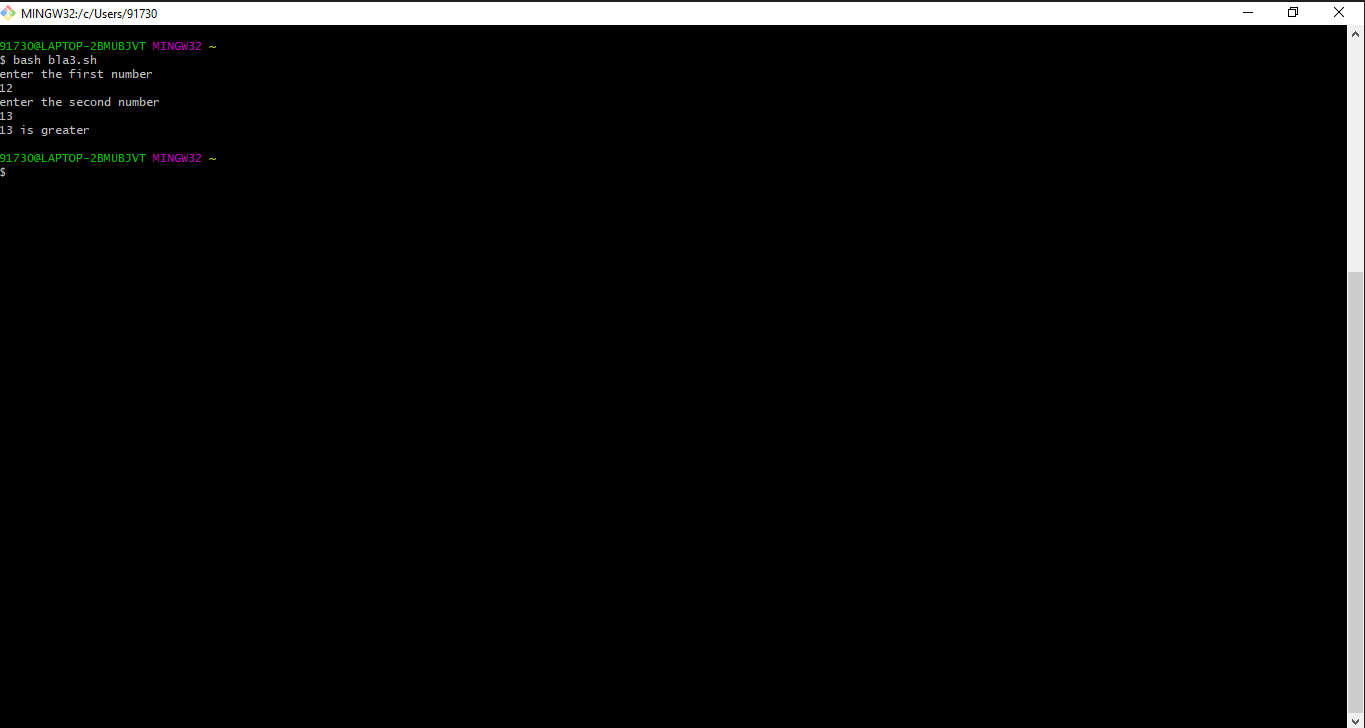 MINGW32:/c/Users/91730
91730@LAPTOP-2BMUBJVT MINGW32 ~
$ bash bla3.sh
enter the first number
12
enter the second number
13
13 is greater
91730@LAPTOP-2BMUBJVT MINGW32 ~
$